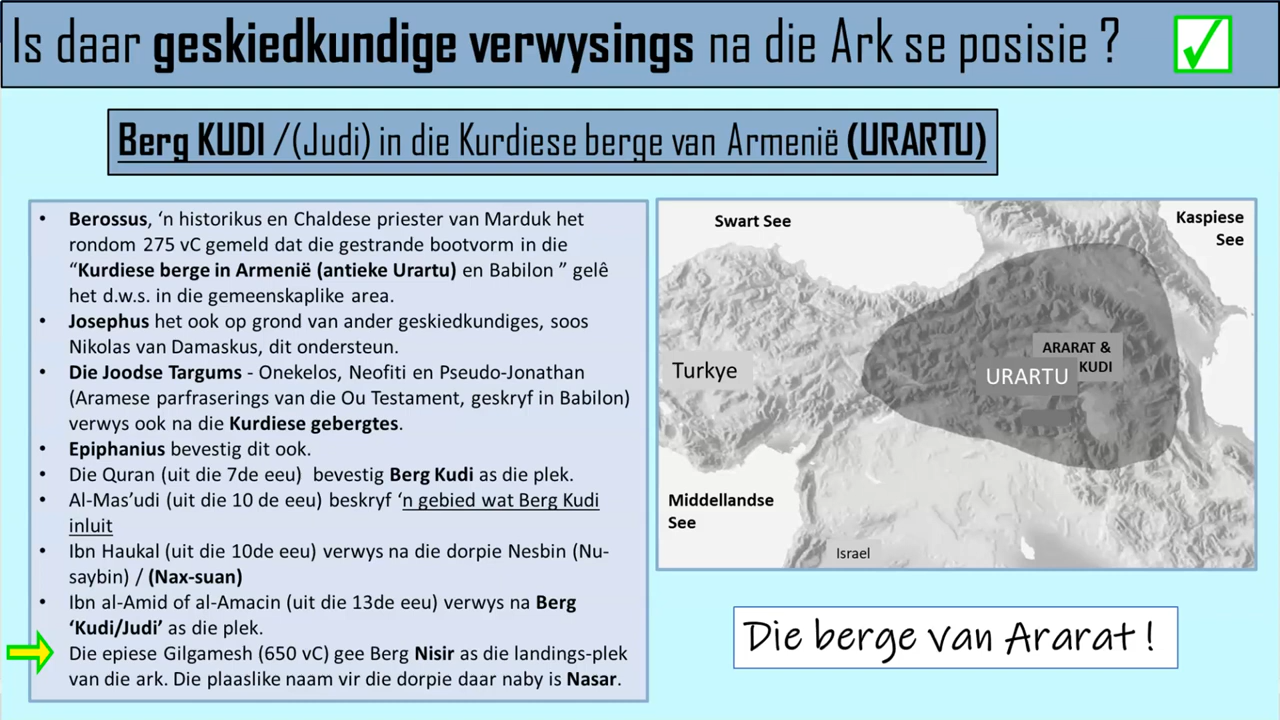 Is daar geskiedkundige verwysings na die Ark se posisie ?
Berg KUDI /(Judi) in die Kurdiese berge van Armenië (URARTU)
• Berossus, ‘n historikus en Chaldese priester van Marduk het
rondom 275 vC gemeld dat die gestrande bootvorm in die
“Kurdiese berge in Armenië (antieke Urartu) en Babilon ” gelê
het d.w.s. in die gemeenskaplike area.
• Josephus het ook op grond van ander geskiedkundiges, soos
Nikolas van Damaskus, dit ondersteun.
• Die Joodse Targums - Onekelos, Neofiti en Pseudo-Jonathan
(Aramese parfraserings van die Ou Testament, geskryf in Babilon)
verwys ook na die Kurdiese gebergtes.
• Epiphanius bevestig dit ook.
• Die Quran (uit die 7de eeu) bevestig Berg Kudi as die plek.
• Al-Mas’udi (uit die 10 de eeu) beskryf ‘n gebied wat Berg Kudi
inluit
• Ibn Haukal (uit die 10de eeu) verwys na die dorpie Nesbin (Nu-
saybin) / (Nax-suan)
• Ibn al-Amid of al-Amacin (uit die 13de eeu) verwys na Berg
‘Kudi/Judi’ as die plek.
Die epiese Gilgamesh (650 vC) gee Berg Nisir as die landings-plek
van die ark. Die plaaslike naam vir die dorpie daar naby is Nasar.
Swart See
Kaspiese
See
ARARAT &
KUDI
Turkye
URARTU
Middellandse
See
Israel
Die berge van Ararat !